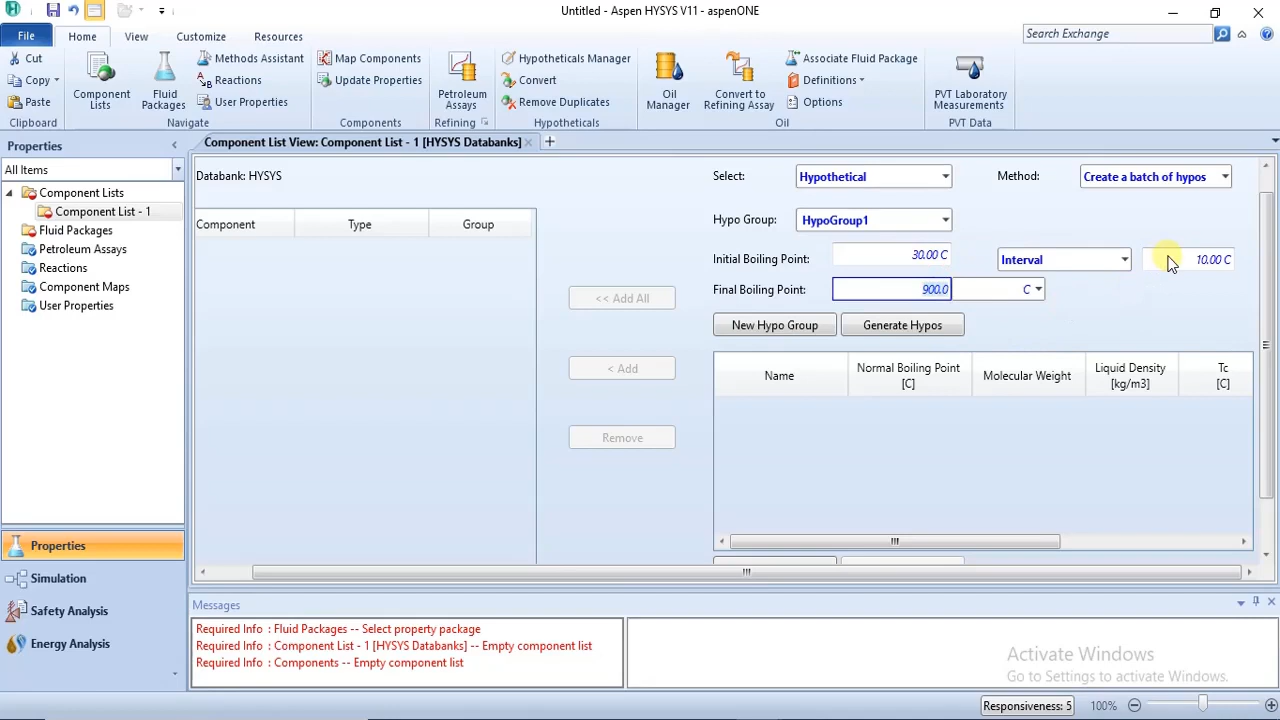 Untitled - Aspen HYSYS V11 - aspenONE
File Home View Customize Resources Search Exchange
Cut
Copy
Paste
Clipboard
Component Lists
Fluid Packages
Methods Assistant
Reactions
User Properties
Navigate
Map Components
Update Properties
Components
Petroleum Assays
Refining
Hypotheticals Manager
Convert
Remove Duplicates
Hypotheticals
Oil Manager
Convert to Refining Assay
Associate Fluid Package
Definitions
Options
Oil
PVT Laboratory Measurements
PVT Data
Properties
All Items
Component Lists
Component List - 1
Fluid Packages
Petroleum Assays
Reactions
Component Maps
User Properties
Properties
Simulation
Safety Analysis
Energy Analysis
Component List View: Component List - 1 [HYSYS Databanks]
Databank: HYSYS
Component Type Group
<< Add All
< Add
Remove
Select: Hypothetical Method: Create a batch of hypos
Hypo Group: HypoGroup1
Initial Boiling Point: 30.00 C Interval 10.00 C
Final Boiling Point: 900.0 C
New Hypo Group Generate Hypos
Name Normal Boiling Point [C] Molecular Weight Liquid Density [kg/m3] Tc [C]
Messages
Required Info : Fluid Packages -- Select property package
Required Info : Component List - 1 [HYSYS Databanks] -- Empty component list
Required Info : Components -- Empty component list
Activate Windows
Go to Settings to activate Windows.
Responsiveness: 5 100%